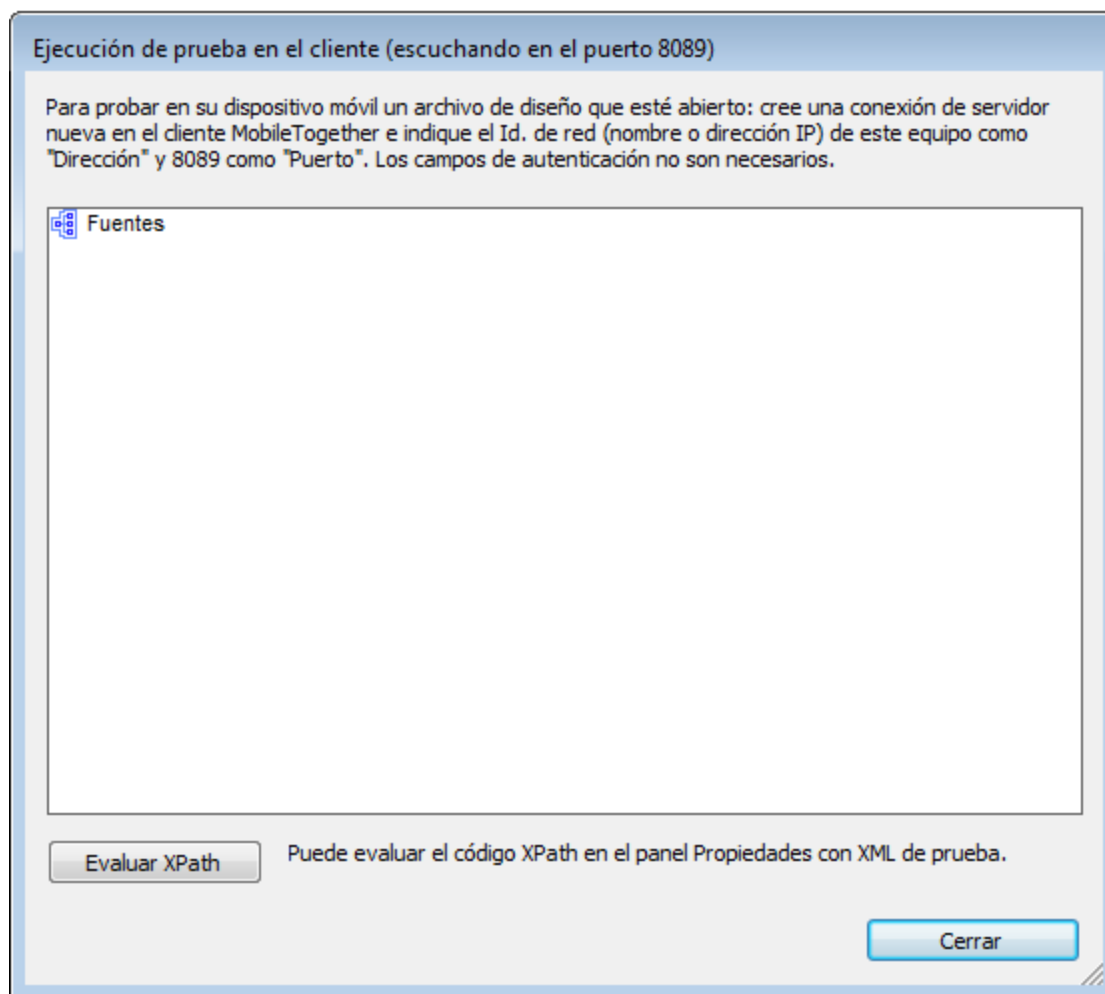 Ejecución de prueba en el cliente (escuchando en el puerto 8089)
Para probar en su dispositivo móvil un archivo de diseño que esté abierto: cree una conexión de servidor
nueva en el cliente MobileTogether e indique el Id. de red (nombre o dirección IP) de este equipo como
"Dirección" y 8089 como "Puerto". Los campos de autenticación no son necesarios.
Fuentes
Evaluar XPath
Puede evaluar el código XPath en el panel Propiedades con XML de prueba.
Cerrar